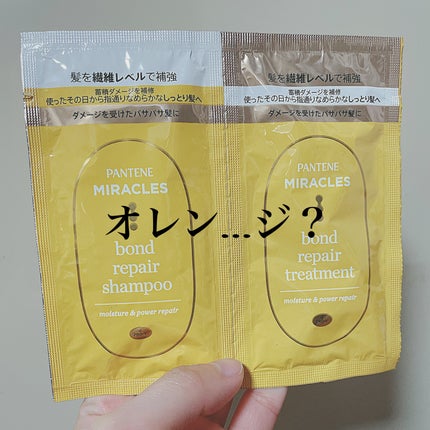 髪を繊維レベルで補強
蓄積ダメージを補修
使ったその日から指通りなめらかなしっとり髪へ
ダメージを受けたパサパサ髪に
PANTENE
MIRACLES
bond
repair
shampoo
moisture & power repair
髪を繊維レベルで補強
蓄積ダメージを補修
使ったその日から指通りなめらかなしっとり髪へ
ダメージを受けたパサパサ髪に
PANTENE
MIRACLES
bond
repair
treatment
moisture & power repair
オレン…ジ？